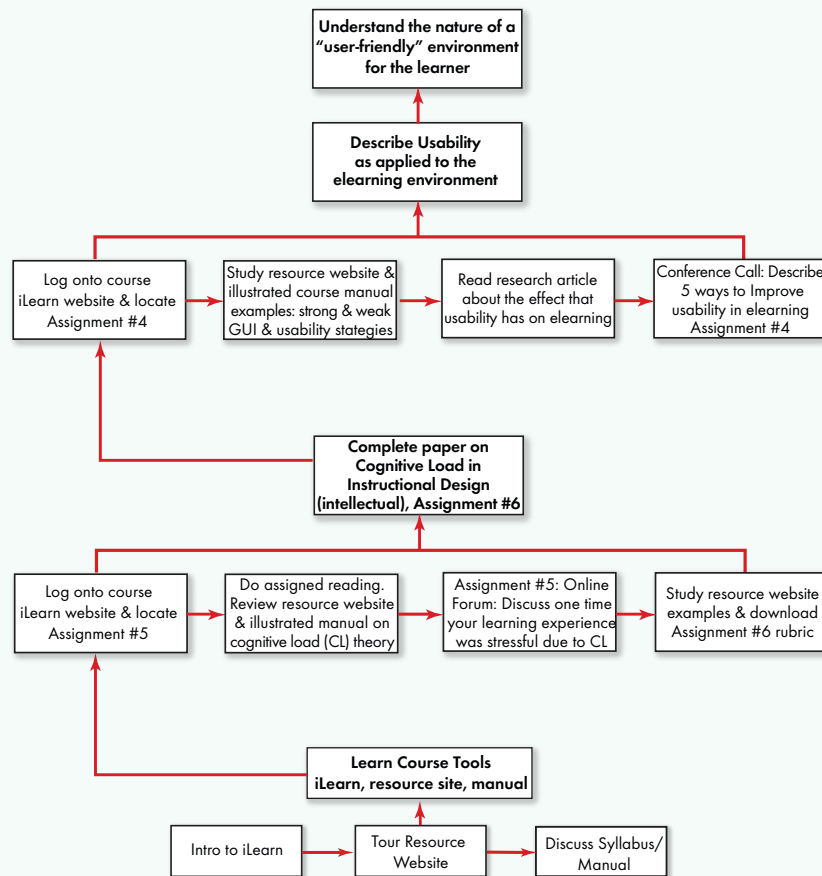 Understand the nature of a
“user-friendly” environment
for the learner
Describe Usability
as applied to the
elearning environment
Log onto course
iLearn website & locate
Assignment #4
Study resource website &
illustrated course manual
examples: strong & weak
GUI & usability stategies
Read research article
about the effect that
usability has on elearning
Conference Call: Describe
5 ways to Improve
usability in elearning
Assignment #4
Complete paper on
Cognitive Load in
Instructional Design
(intellectual), Assignment #6
Log onto course
iLearn website & locate
Assignment #5
Do assigned reading.
Review resource website
& illustrated manual on
cognitive load (CL) theory
Assignment #5: Online
Forum: Discuss one time
your learning experience
was stressful due to CL
Study resource website
examples & download
Assignment #6 rubric
Learn Course Tools
iLearn, resource site, manual
Intro to iLearn
Tour Resource
Website
Discuss Syllabus/
Manual